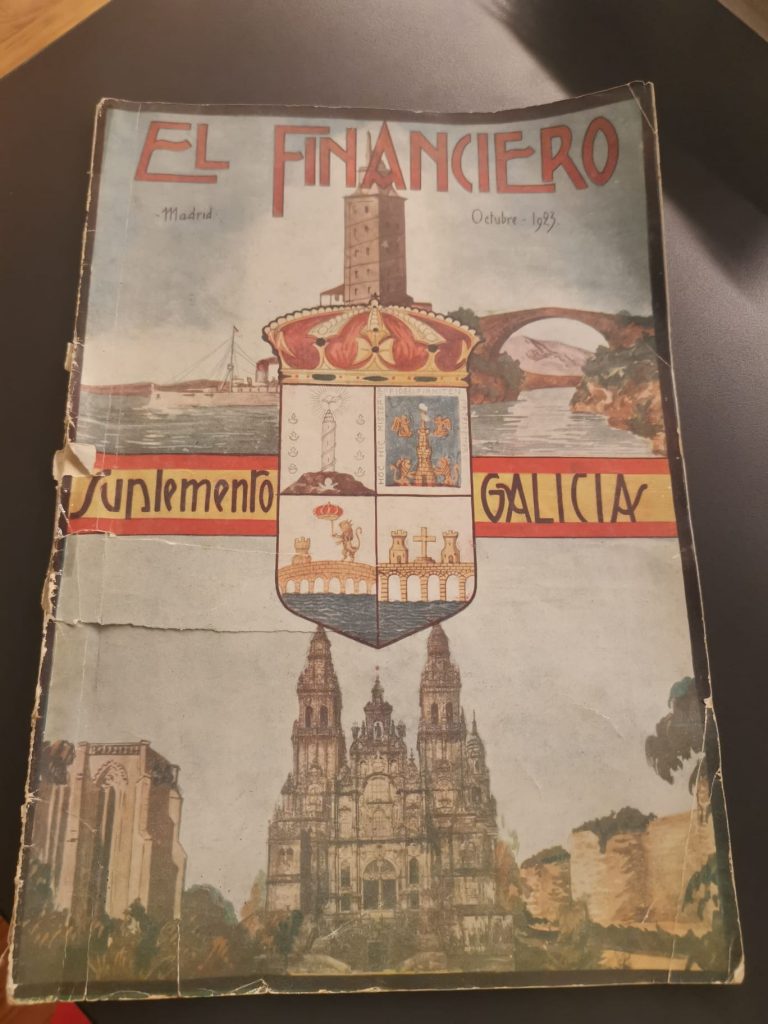 EL FINANCIERO
-Madrid
Octubre - 1923
Suplemento GALICIA